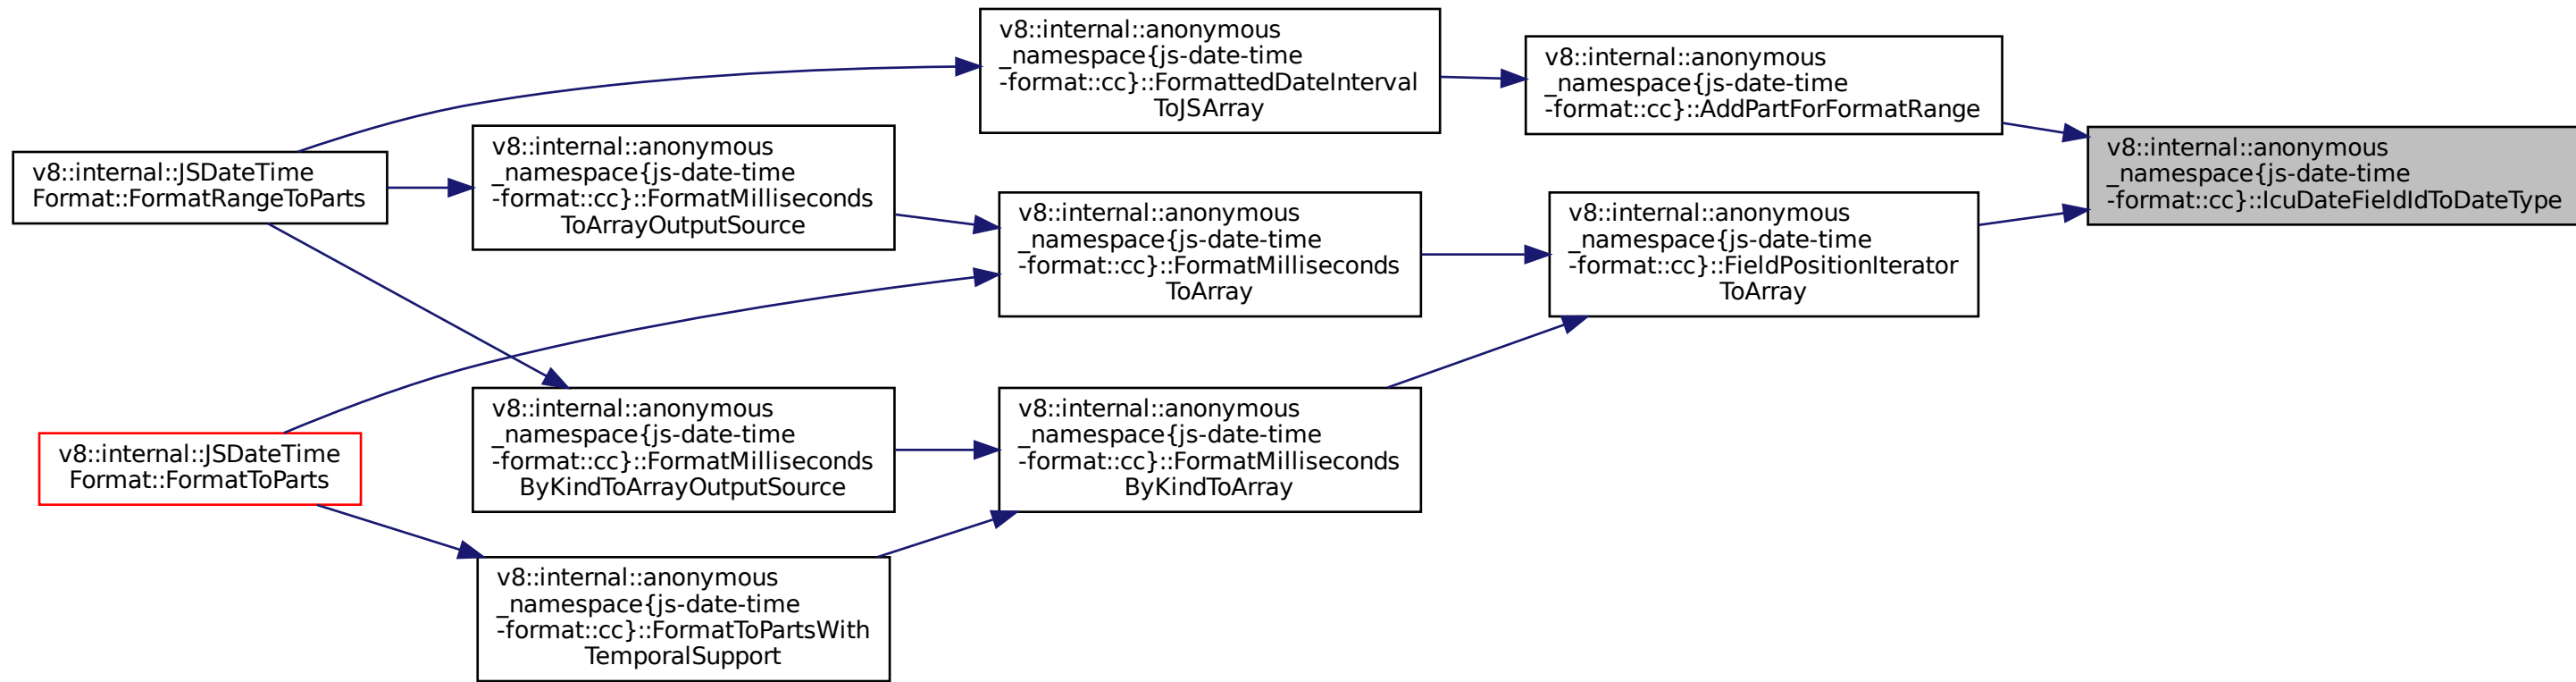 v8::internal::JSDateTime
Format::FormatRangeToParts
v8::internal::JSDateTime
Format::FormatToParts
v8::internal::anonymous
_namespace{js-date-time
-format::cc}::FormatMilliseconds
ToArrayOutputSource
v8::internal::anonymous
_namespace{js-date-time
-format::cc}::FormatMilliseconds
ByKindToArrayOutputSource
v8::internal::anonymous
_namespace{js-date-time
-format::cc}::FormatToPartsWith
TemporalSupport
v8::internal::anonymous
_namespace{js-date-time
-format::cc}::FormattedDateInterval
ToJSArray
v8::internal::anonymous
_namespace{js-date-time
-format::cc}::FormatMilliseconds
ToArray
v8::internal::anonymous
_namespace{js-date-time
-format::cc}::FormatMilliseconds
ByKindToArray
v8::internal::anonymous
_namespace{js-date-time
-format::cc}::AddPartForFormatRange
v8::internal::anonymous
_namespace{js-date-time
-format::cc}::FieldPositionIterator
ToArray
v8::internal::anonymous
_namespace{js-date-time
-format::cc}::IcuDateFieldIdToDateType